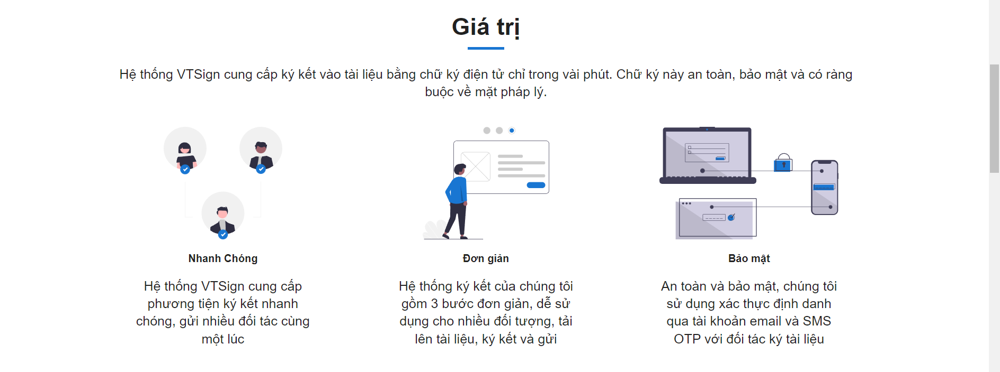 Giá trị
Hệ thống VTSign cung cấp ký kết vào tài liệu bằng chữ ký điện tử chỉ trong vài phút. Chữ ký này an toàn, bảo mật và có ràng
buộc về mặt pháp lý.
Nhanh Chóng
Hệ thống VTSign cung cấp
phương tiện ký kết nhanh
chóng, gửi nhiều đối tác cùng
một lúc
Đơn giản
Hệ thống ký kết của chúng tôi
gồm 3 bước đơn giản, dễ sử
dụng cho nhiều đối tượng, tải
lên tài liệu, ký kết và gửi
Bảo mật
An toàn và bảo mật, chúng tôi
sử dụng xác thực định danh
qua tài khoản email và SMS
OTP với đối tác ký tài liệu